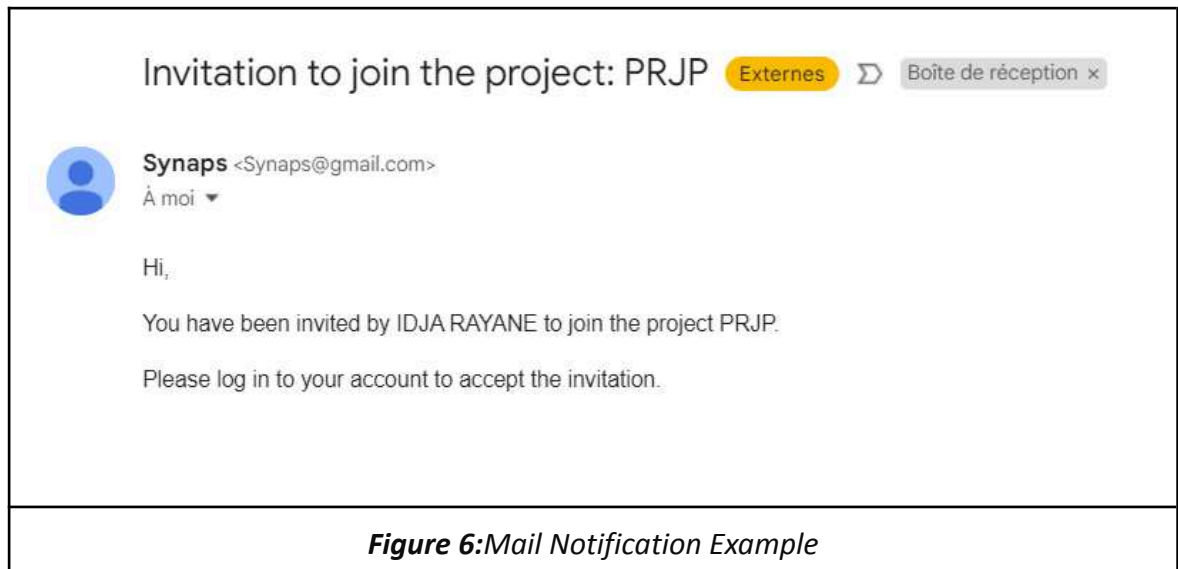 Invitation to join the project: PRJP Externes Boîte de réception ×
Synaps <Synaps@gmail.com>
À moi
Hi,
You have been invited by IDJA RAYANE to join the project PRJP.
Please log in to your account to accept the invitation.
Figure 6:Mail Notification Example